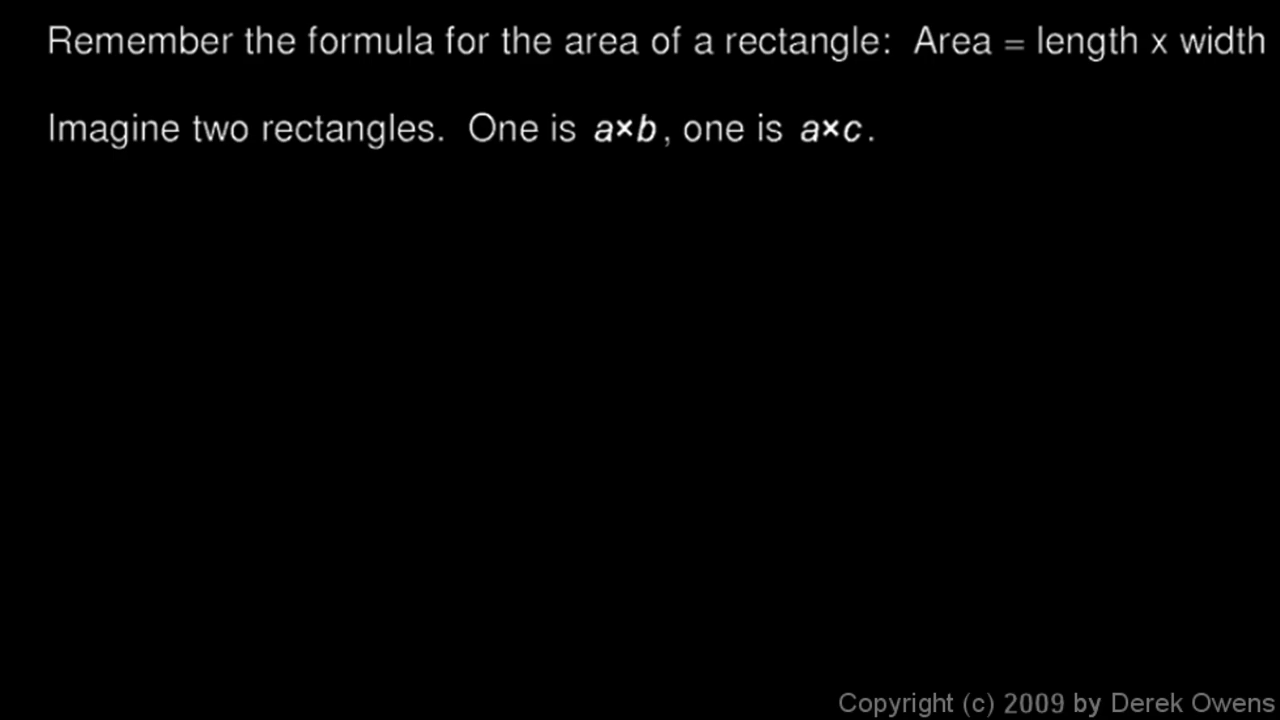 Remember the formula for the area of a rectangle: Area = length x width
Imagine two rectangles. One is a×b, one is a×c.
Copyright (c) 2009 by Derek Owens